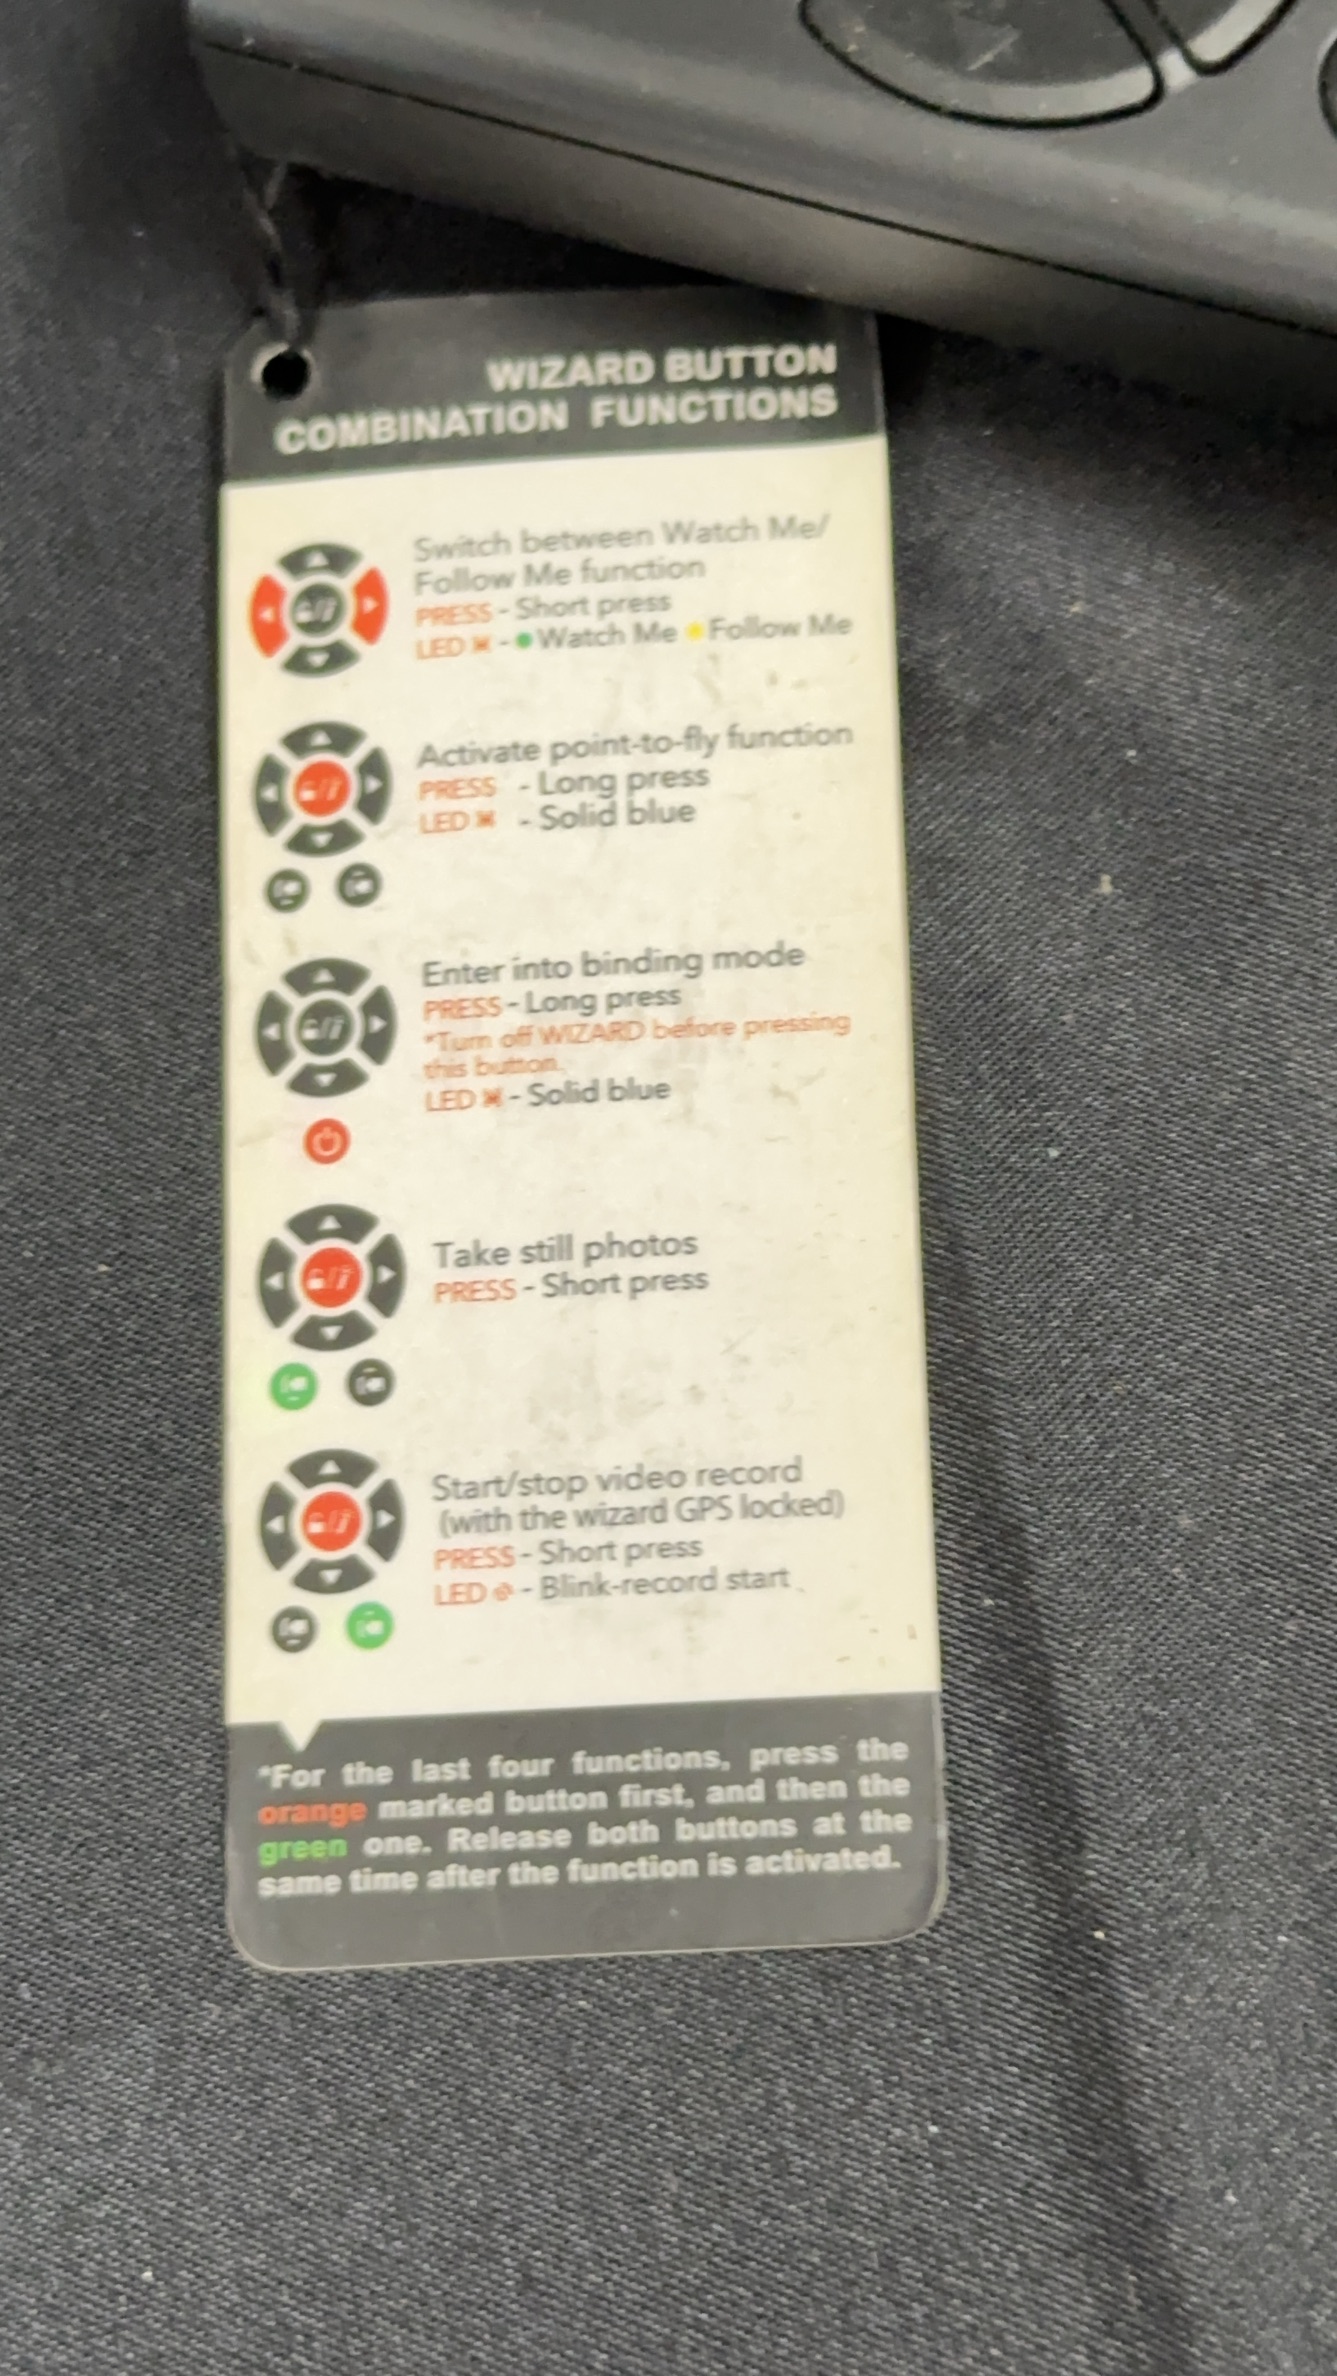 WIZARD BUTTON
COMBINATION FUNCTIONS
Switch between Watch Me/
Follow Me function
PRESS - Short press
LED - Watch Me Follow Me
Activate point-to-fly function
PRESS - Long press
LED - Solid blue
Enter into binding mode
PRESS - Long press
*Turn off WIZARD before pressing
this button.
LED - Solid blue
Take still photos
PRESS - Short press
Start/stop video record
(with the wizard GPS locked)
PRESS - Short press
LED - Blink-record start
*For the last four functions, press the
orange marked button first, and then the
green one. Release both buttons at the
same time after the function is activated.